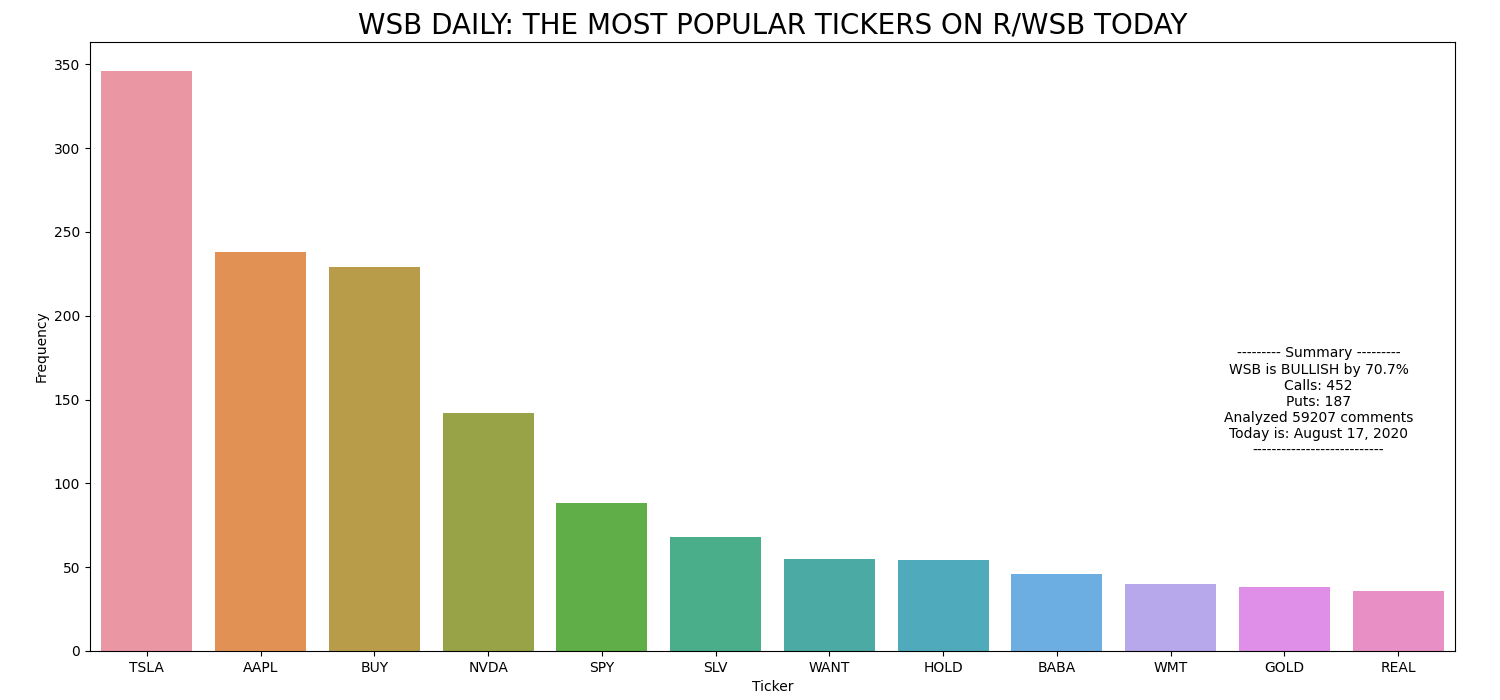 WSB DAILY: THE MOST POPULAR TICKERS ON R/WSB TODAY
350
300
250
200
150
100
50
0
Frequency
--------- Summary ---------
WSB is BULLISH by 70.7%
Calls: 452
Puts: 187
Analyzed 59207 comments
Today is: August 17, 2020
---------------------------
TSLA AAPL BUY NVDA SPY SLV WANT HOLD BABA WMT GOLD REAL
Ticker